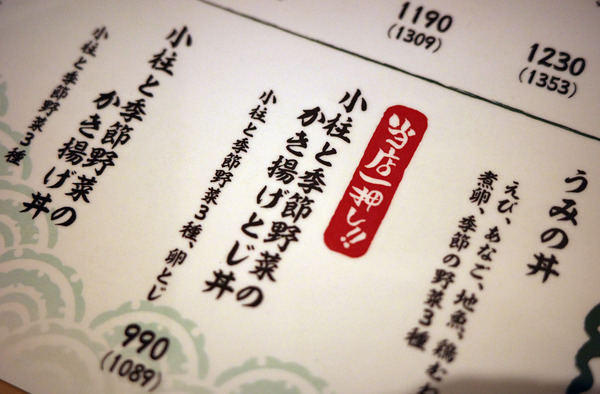 1230
(1353)
1190
(1309)
うみの丼
えび、あなご、地魚、鶏むね
煮卵、季節の野菜3種
当店一押し!!
小柱と季節野菜の
かき揚げとじ丼
小柱と季節野菜3種、卵とじ
990
(1089)
小柱と季節野菜の
かき揚げ丼
小柱と季節野菜3種